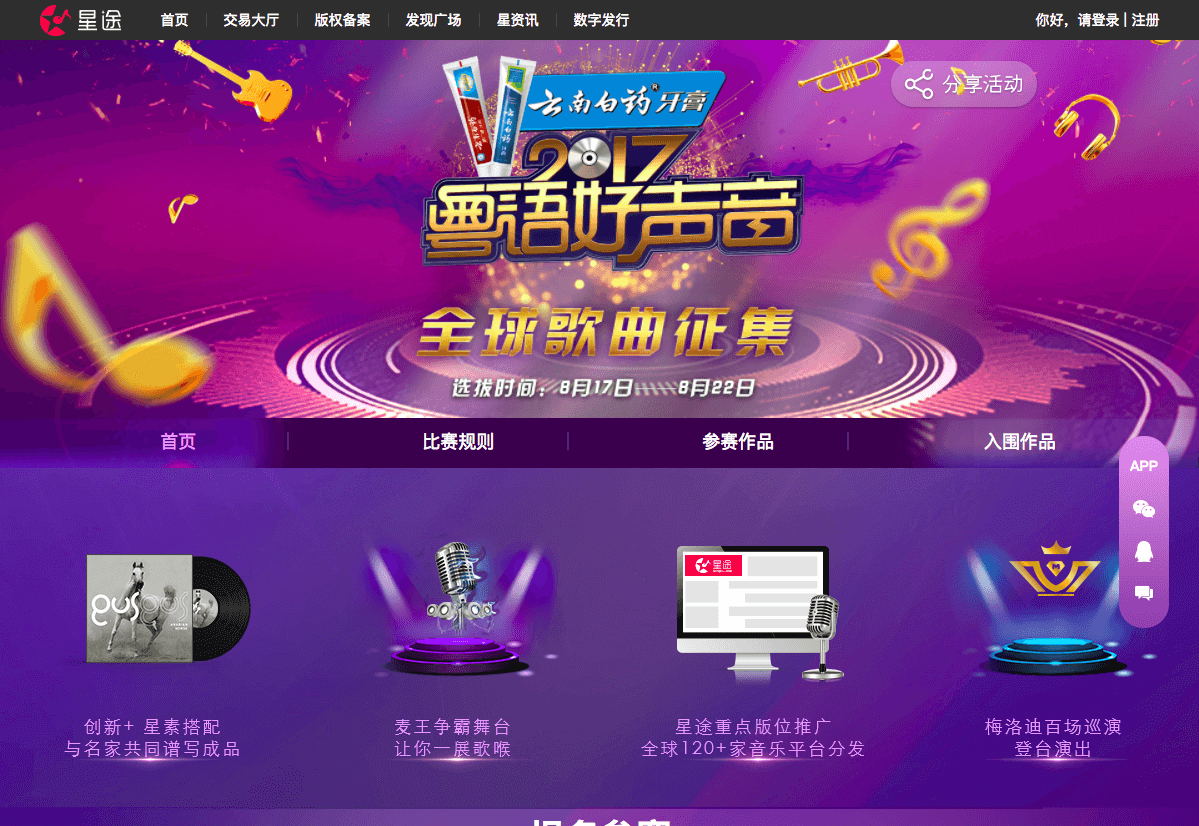 星途
首页
交易大厅
版权备案
发现广场
星资讯
数字发行
你好，请登录 | 注册
分享活动
云南白药®牙膏
2017
粤语好声音
全球歌曲征集
选拔时间：8月17日——8月22日
首页
比赛规则
参赛作品
入围作品
APP
gusgus
星途
创新+ 星素搭配
与名家共同谱写成品
麦王争霸舞台
让你一展歌喉
星途重点版位推广
全球120+家音乐平台分发
梅洛迪百场巡演
登台演出